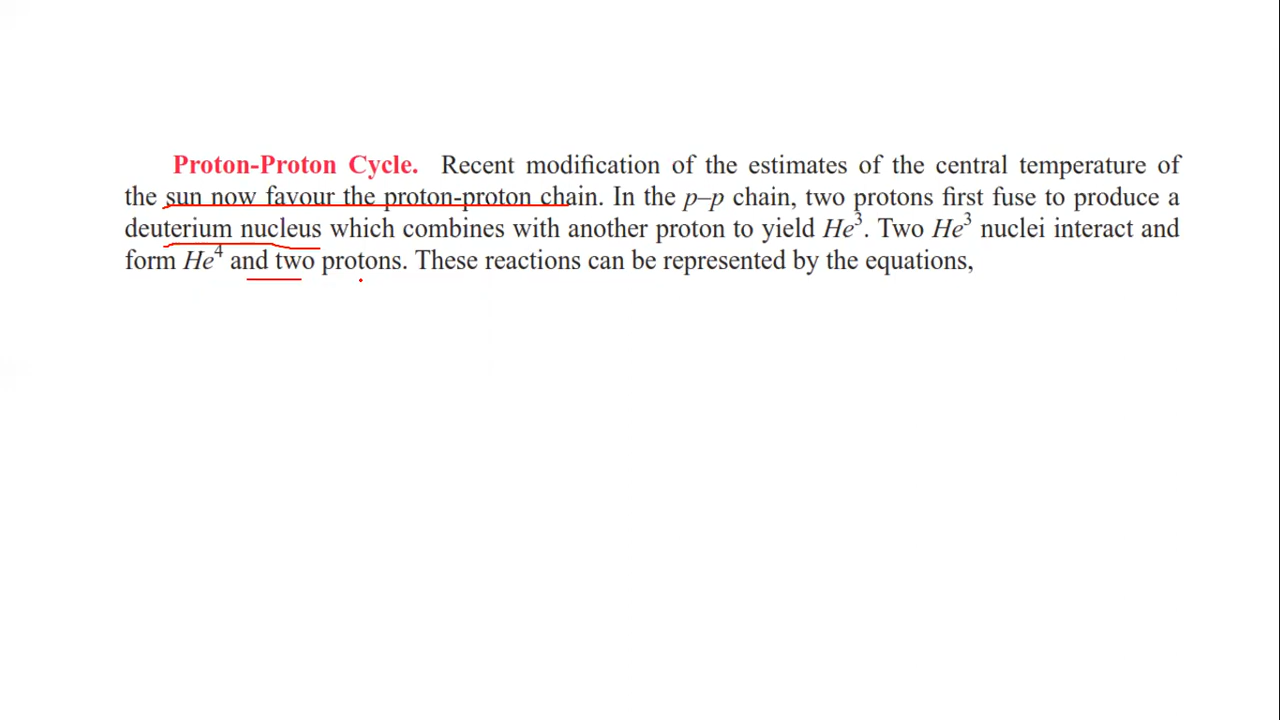 Proton-Proton Cycle. Recent modification of the estimates of the central temperature of
the sun now favour the proton-proton chain. In the p–p chain, two protons first fuse to produce a
deuterium nucleus which combines with another proton to yield He³. Two He³ nuclei interact and
form He⁴ and two protons. These reactions can be represented by the equations,